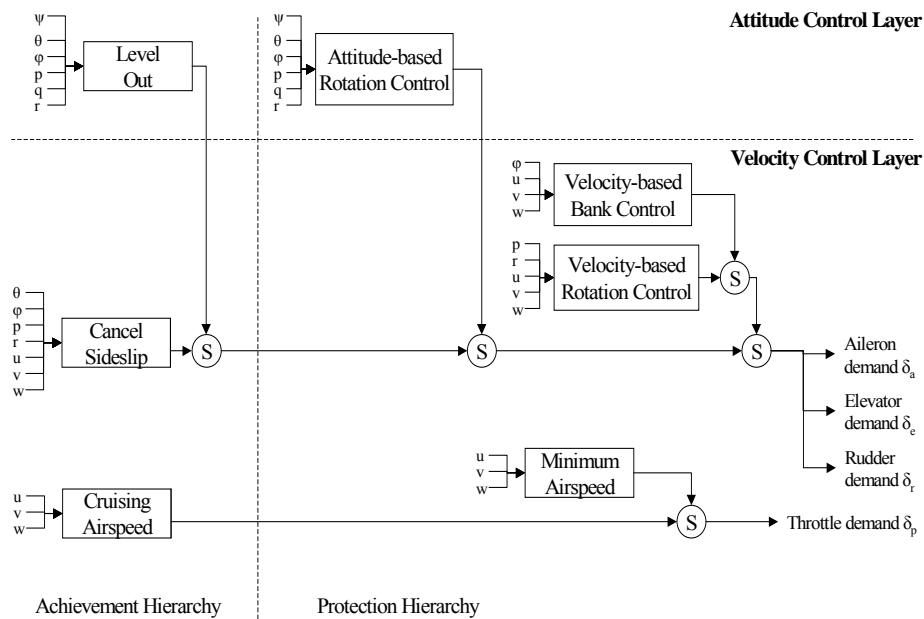 Attitude Control Layer
ψ
θ
φ
p
q
r
Level
Out
ψ
θ
φ
p
q
r
Attitude-based
Rotation Control
Velocity Control Layer
φ
u
v
w
Velocity-based
Bank Control
p
r
u
v
w
Velocity-based
Rotation Control
S
θ
φ
p
r
u
v
w
Cancel
Sideslip
S
S
S
Aileron
demand δa
Elevator
demand δe
Rudder
demand δr
u
v
w
Minimum
Airspeed
u
v
w
Cruising
Airspeed
S
Throttle demand δp
Achievement Hierarchy
Protection Hierarchy